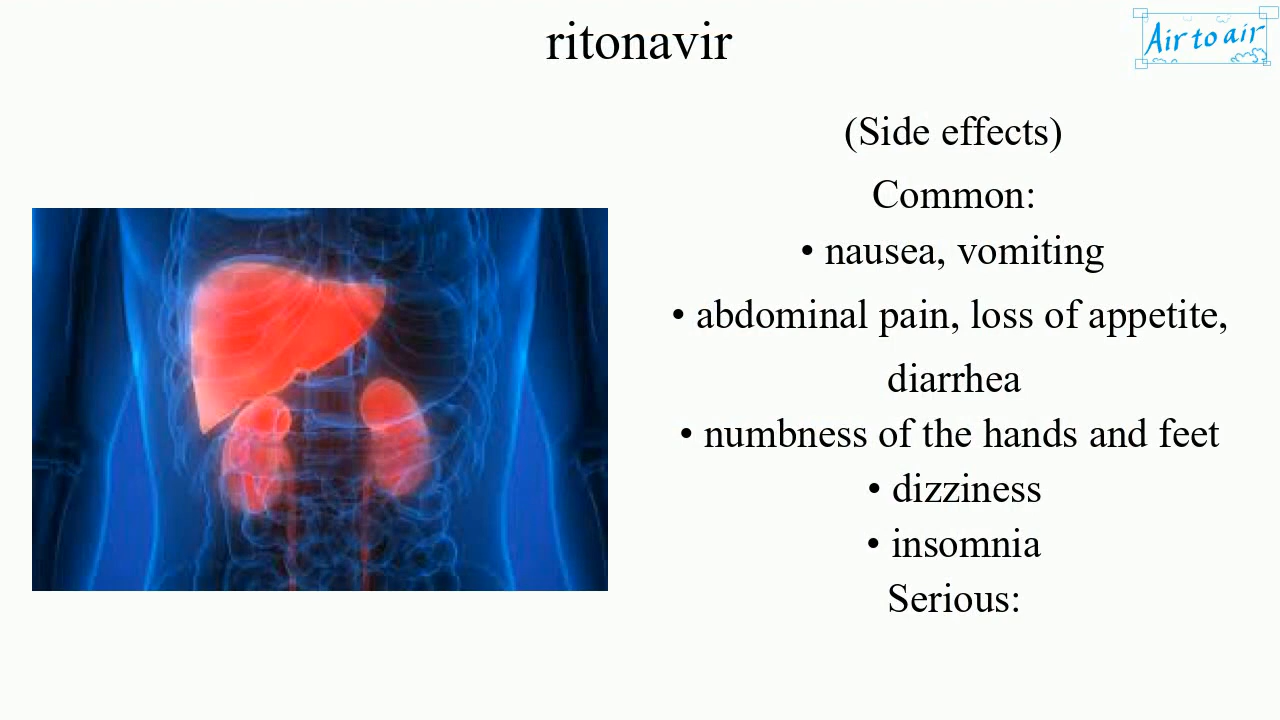 ritonavir
Air to air
(Side effects)
Common:
• nausea, vomiting
• abdominal pain, loss of appetite,
diarrhea
• numbness of the hands and feet
• dizziness
• insomnia
Serious: